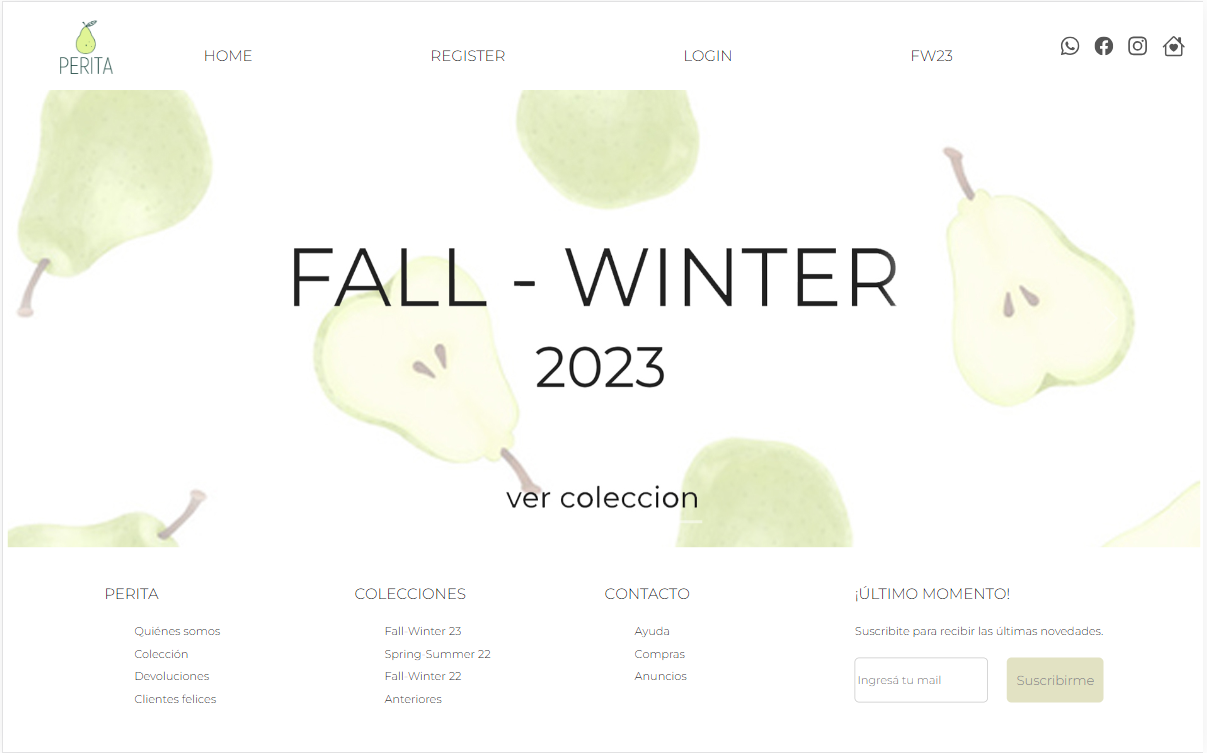 PERITA
HOME
REGISTER
LOGIN
FW23
FALL - WINTER
2023
ver coleccion
PERITA
Quiénes somos
Colección
Devoluciones
Clientes felices
COLECCIONES
Fall-Winter 23
Spring-Summer 22
Fall-Winter 22
Anteriores
CONTACTO
Ayuda
Compras
Anuncios
¡ÚLTIMO MOMENTO!
Suscribite para recibir las últimas novedades.
Ingresá tu mail
Suscribirme